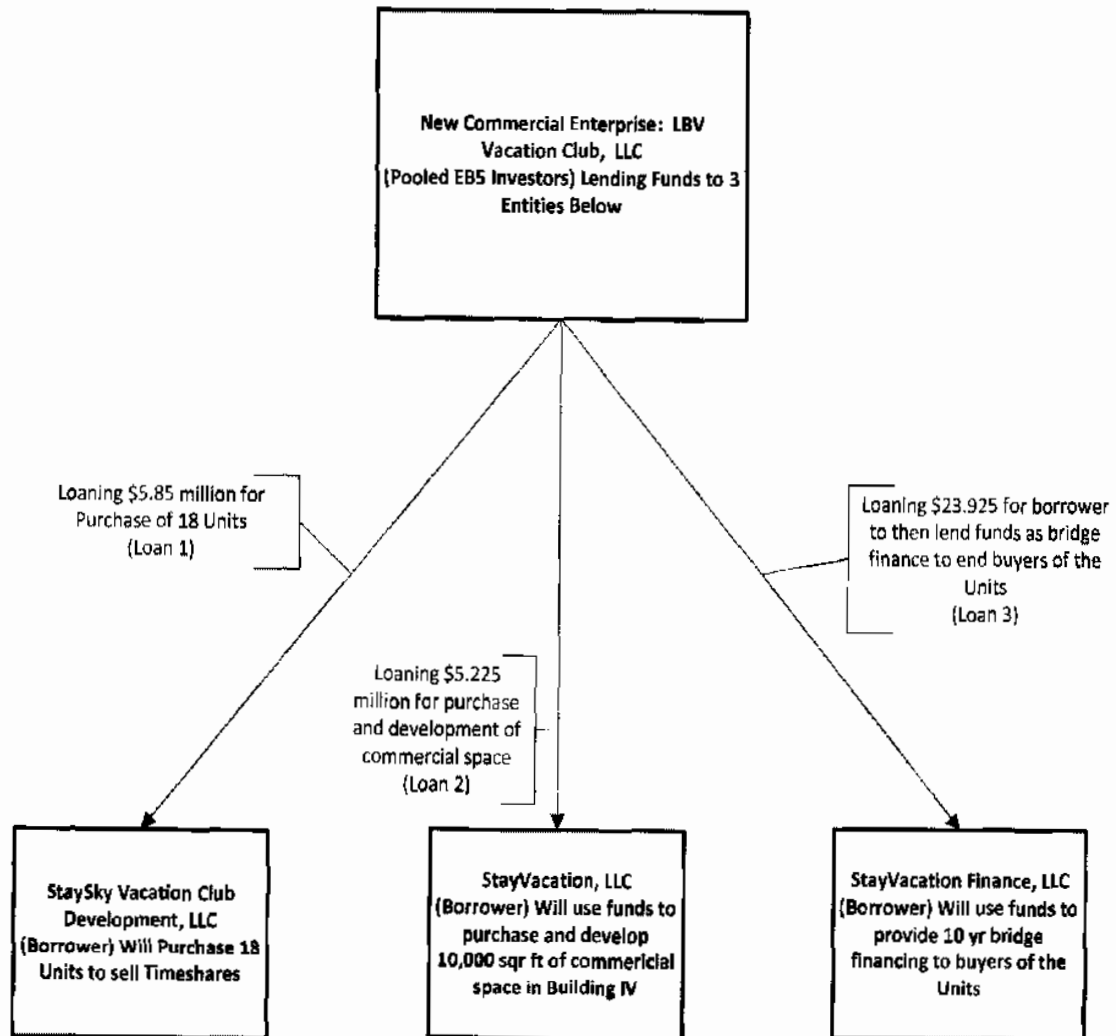 New Commercial Enterprise: LBV
Vacation Club, LLC
(Pooled EB5 Investors) Lending Funds to 3
Entities Below
Loaning $5.85 million for
Purchase of 18 Units
(Loan 1)
Loaning $23.925 for borrower
to then lend funds as bridge
finance to end buyers of the
Units
(Loan 3)
Loaning $5.225
million for purchase
and development of
commercial space
(Loan 2)
StaySky Vacation Club
Development, LLC
(Borrower) Will Purchase 18
Units to sell Timeshares
StayVacation, LLC
(Borrower) Will use funds to
purchase and develop
10,000 sqr ft of commericial
space in Building IV
StayVacation Finance, LLC
(Borrower) Will use funds to
provide 10 yr bridge
financing to buyers of the
Units